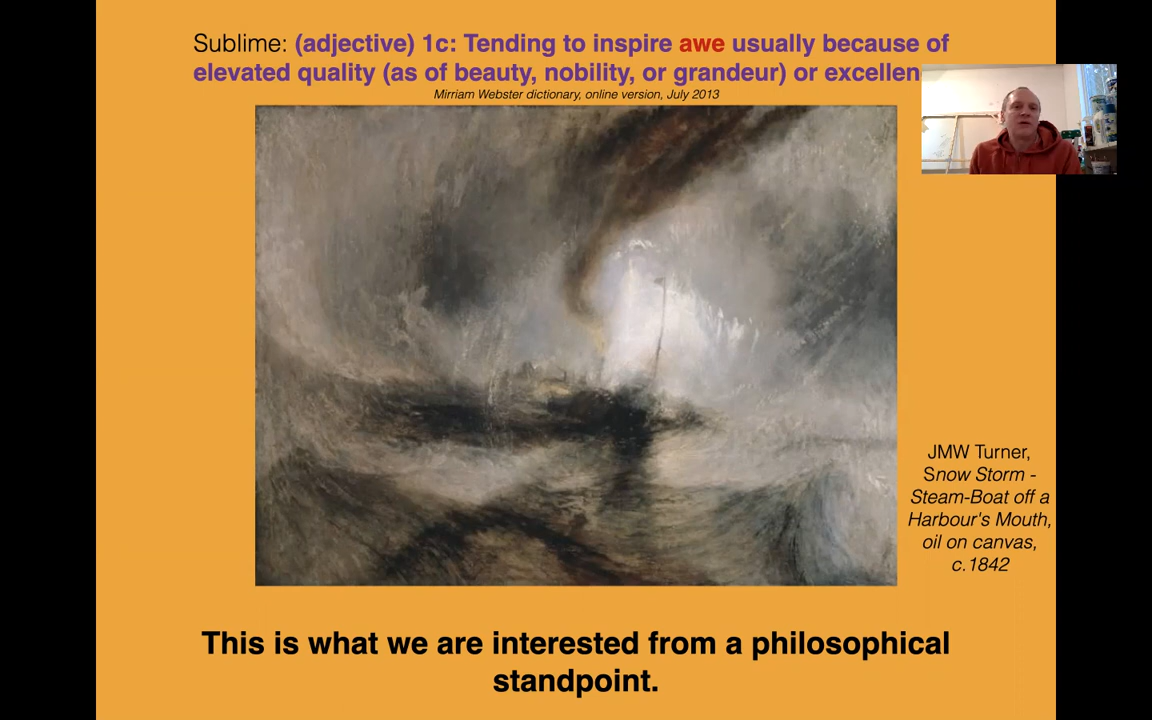 Sublime: (adjective) 1c: Tending to inspire awe usually because of
elevated quality (as of beauty, nobility, or grandeur) or excellen
Mirriam Webster dictionary, online version, July 2013
JMW Turner,
Snow Storm -
Steam-Boat off a
Harbour's Mouth,
oil on canvas,
c.1842
This is what we are interested from a philosophical
standpoint.